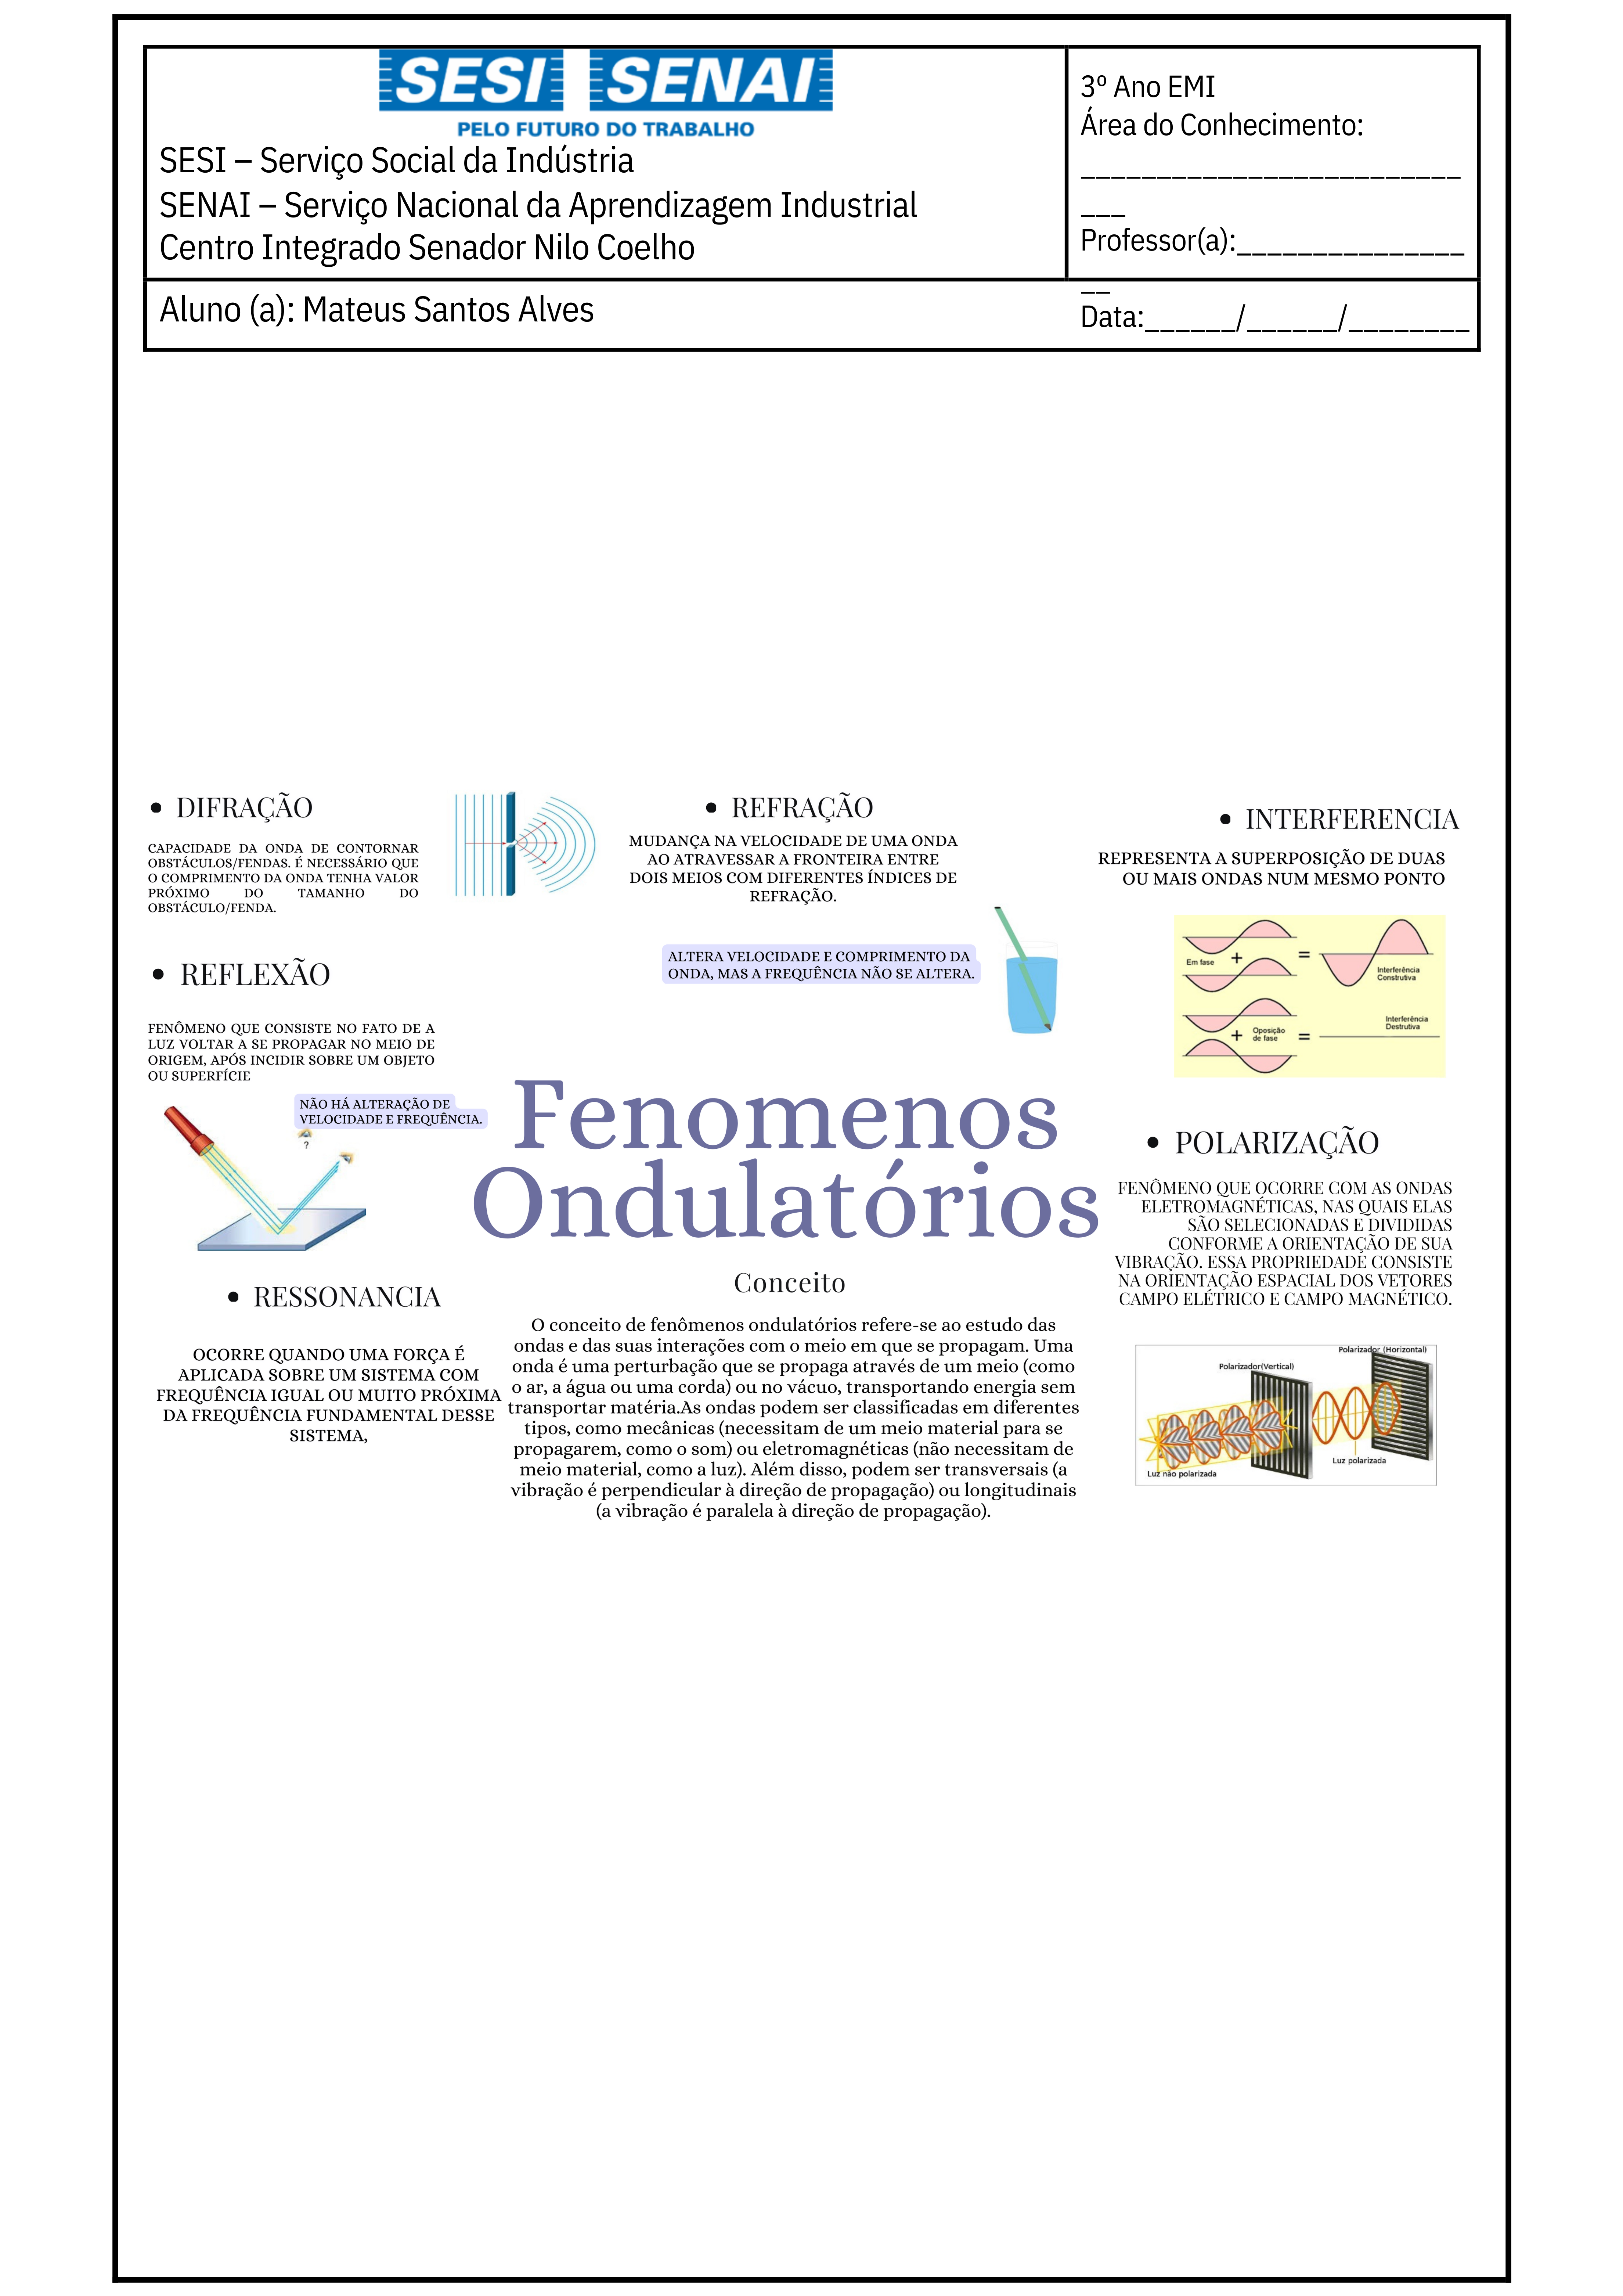 SESI SENAI
PELO FUTURO DO TRABALHO
SESI – Serviço Social da Indústria
SENAI – Serviço Nacional da Aprendizagem Industrial
Centro Integrado Senador Nilo Coelho
3º Ano EMI
Área do Conhecimento:
_________________________
___
Professor(a):_______________
__
Data:______/______/________
Aluno (a): Mateus Santos Alves
• DIFRAÇÃO
CAPACIDADE DA ONDA DE CONTORNAR
OBSTÁCULOS/FENDAS. É NECESSÁRIO QUE
O COMPRIMENTO DA ONDA TENHA VALOR
PRÓXIMO DO TAMANHO DO
OBSTÁCULO/FENDA.
• REFRAÇÃO
MUDANÇA NA VELOCIDADE DE UMA ONDA
AO ATRAVESSAR A FRONTEIRA ENTRE
DOIS MEIOS COM DIFERENTES ÍNDICES DE
REFRAÇÃO.
ALTERA VELOCIDADE E COMPRIMENTO DA
ONDA, MAS A FREQUÊNCIA NÃO SE ALTERA.
• INTERFERENCIA
REPRESENTA A SUPERPOSIÇÃO DE DUAS
OU MAIS ONDAS NUM MESMO PONTO
Em fase
+
=
Interferência
Construtiva
+
Oposição
de fase
=
Interferência
Destrutiva
• REFLEXÃO
FENÔMENO QUE CONSISTE NO FATO DE A
LUZ VOLTAR A SE PROPAGAR NO MEIO DE
ORIGEM, APÓS INCIDIR SOBRE UM OBJETO
OU SUPERFÍCIE
NÃO HÁ ALTERAÇÃO DE
VELOCIDADE E FREQUÊNCIA.
?
Fenomenos
Ondulatórios
• POLARIZAÇÃO
FENÔMENO QUE OCORRE COM AS ONDAS
ELETROMAGNÉTICAS, NAS QUAIS ELAS
SÃO SELECIONADAS E DIVIDIDAS
CONFORME A ORIENTAÇÃO DE SUA
VIBRAÇÃO. ESSA PROPRIEDADE CONSISTE
NA ORIENTAÇÃO ESPACIAL DOS VETORES
CAMPO ELÉTRICO E CAMPO MAGNÉTICO.
Polarizador (Horizontal)
Polarizador(Vertical)
Luz polarizada
Luz não polarizada
• RESSONANCIA
OCORRE QUANDO UMA FORÇA É
APLICADA SOBRE UM SISTEMA COM
FREQUÊNCIA IGUAL OU MUITO PRÓXIMA
DA FREQUÊNCIA FUNDAMENTAL DESSE
SISTEMA,
Conceito
O conceito de fenômenos ondulatórios refere-se ao estudo das
ondas e das suas interações com o meio em que se propagam. Uma
onda é uma perturbação que se propaga através de um meio (como
o ar, a água ou uma corda) ou no vácuo, transportando energia sem
transportar matéria.As ondas podem ser classificadas em diferentes
tipos, como mecânicas (necessitam de um meio material para se
propagarem, como o som) ou eletromagnéticas (não necessitam de
meio material, como a luz). Além disso, podem ser transversais (a
vibração é perpendicular à direção de propagação) ou longitudinais
(a vibração é paralela à direção de propagação).